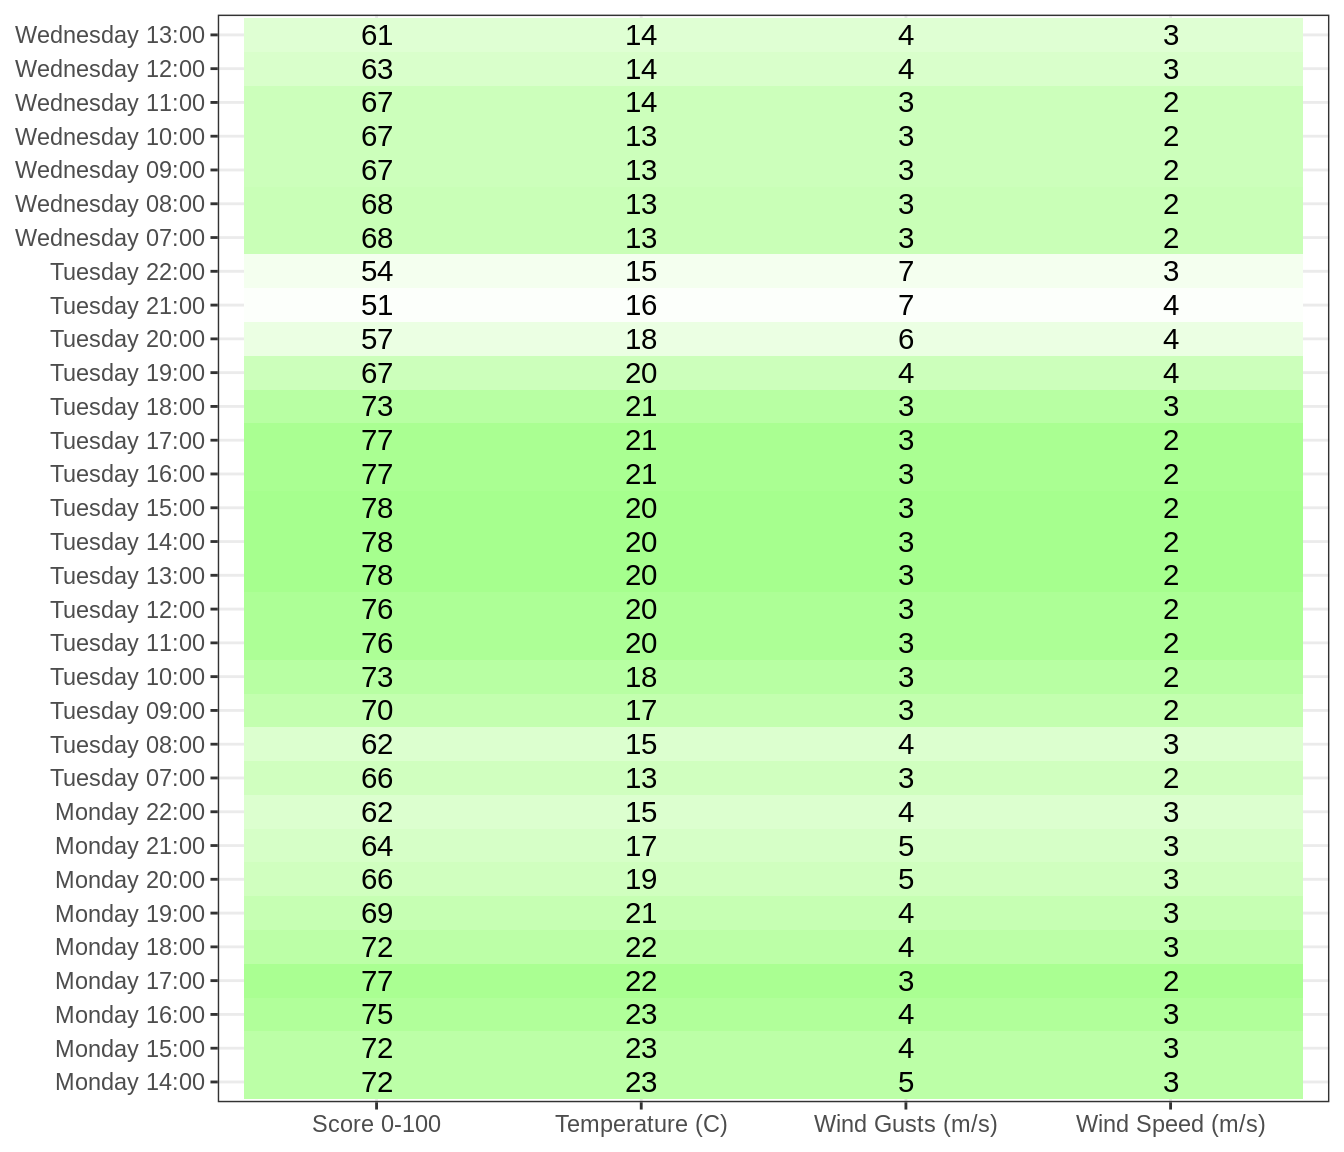 Wednesday 13:00 61 14 4 3
Wednesday 12:00 63 14 4 3
Wednesday 11:00 67 14 3 2
Wednesday 10:00 67 13 3 2
Wednesday 09:00 67 13 3 2
Wednesday 08:00 68 13 3 2
Wednesday 07:00 68 13 3 2
Tuesday 22:00 54 15 7 3
Tuesday 21:00 51 16 7 4
Tuesday 20:00 57 18 6 4
Tuesday 19:00 67 20 4 4
Tuesday 18:00 73 21 3 3
Tuesday 17:00 77 21 3 2
Tuesday 16:00 77 21 3 2
Tuesday 15:00 78 20 3 2
Tuesday 14:00 78 20 3 2
Tuesday 13:00 78 20 3 2
Tuesday 12:00 76 20 3 2
Tuesday 11:00 76 20 3 2
Tuesday 10:00 73 18 3 2
Tuesday 09:00 70 17 3 2
Tuesday 08:00 62 15 4 3
Tuesday 07:00 66 13 3 2
Monday 22:00 62 15 4 3
Monday 21:00 64 17 5 3
Monday 20:00 66 19 5 3
Monday 19:00 69 21 4 3
Monday 18:00 72 22 4 3
Monday 17:00 77 22 3 2
Monday 16:00 75 23 4 3
Monday 15:00 72 23 4 3
Monday 14:00 72 23 5 3
Score 0-100 Temperature (C) Wind Gusts (m/s) Wind Speed (m/s)